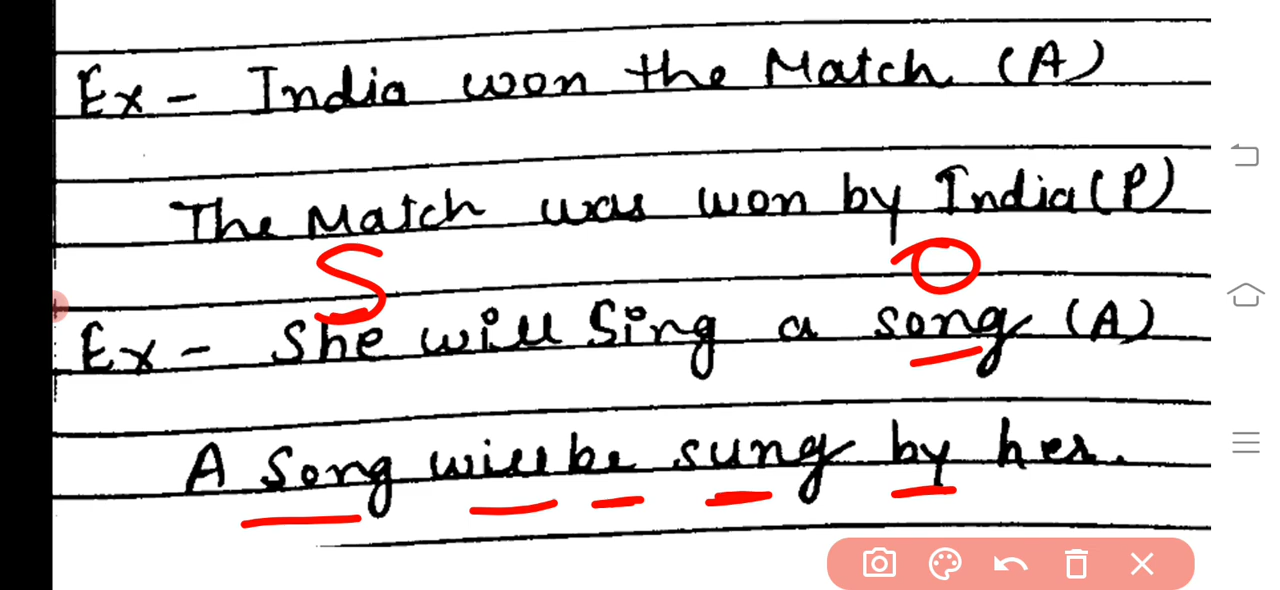 Ex - India won the Match (A)
The Match was won by India (P)
S O
Ex - She will Sing a song (A)
A Song will be sung by her.